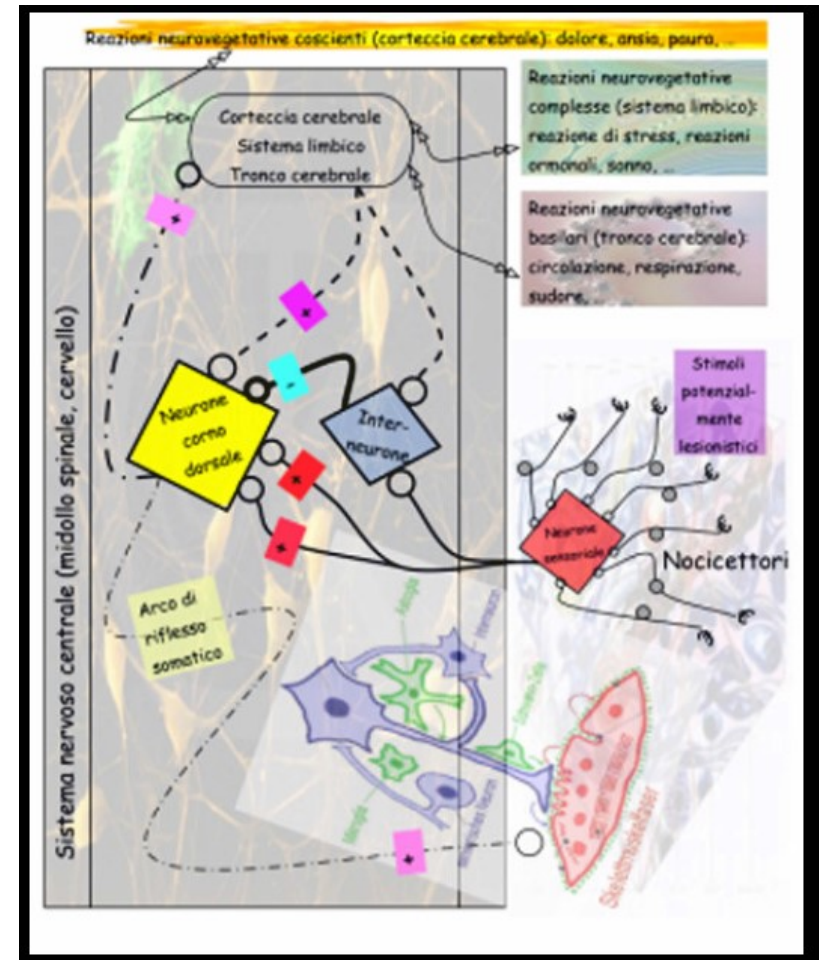 Reazioni neurovegetative coscienti (corteccia cerebrale): dolore, ansia, paura, ...
Corteccia cerebrale
Sistema limbico
Tronco cerebrale
Reazioni neurovegetative
complesse (sistema limbico):
reazione di stress, reazioni
ormonali, sonno, ...
Reazioni neurovegetative
basilari (tronco cerebrale):
circolazione, respirazione,
sudore, ...
+
+
-
Neurone
corno
dorsale
Inter-
neurone
+
+
Stimoli
potenzial-
mente
lesionistici
Neurone
sensoriale
Nocicettori
Arco di
riflesso
somatico
Sistema nervoso centrale (midollo spinale, cervello)
Interneuron
+